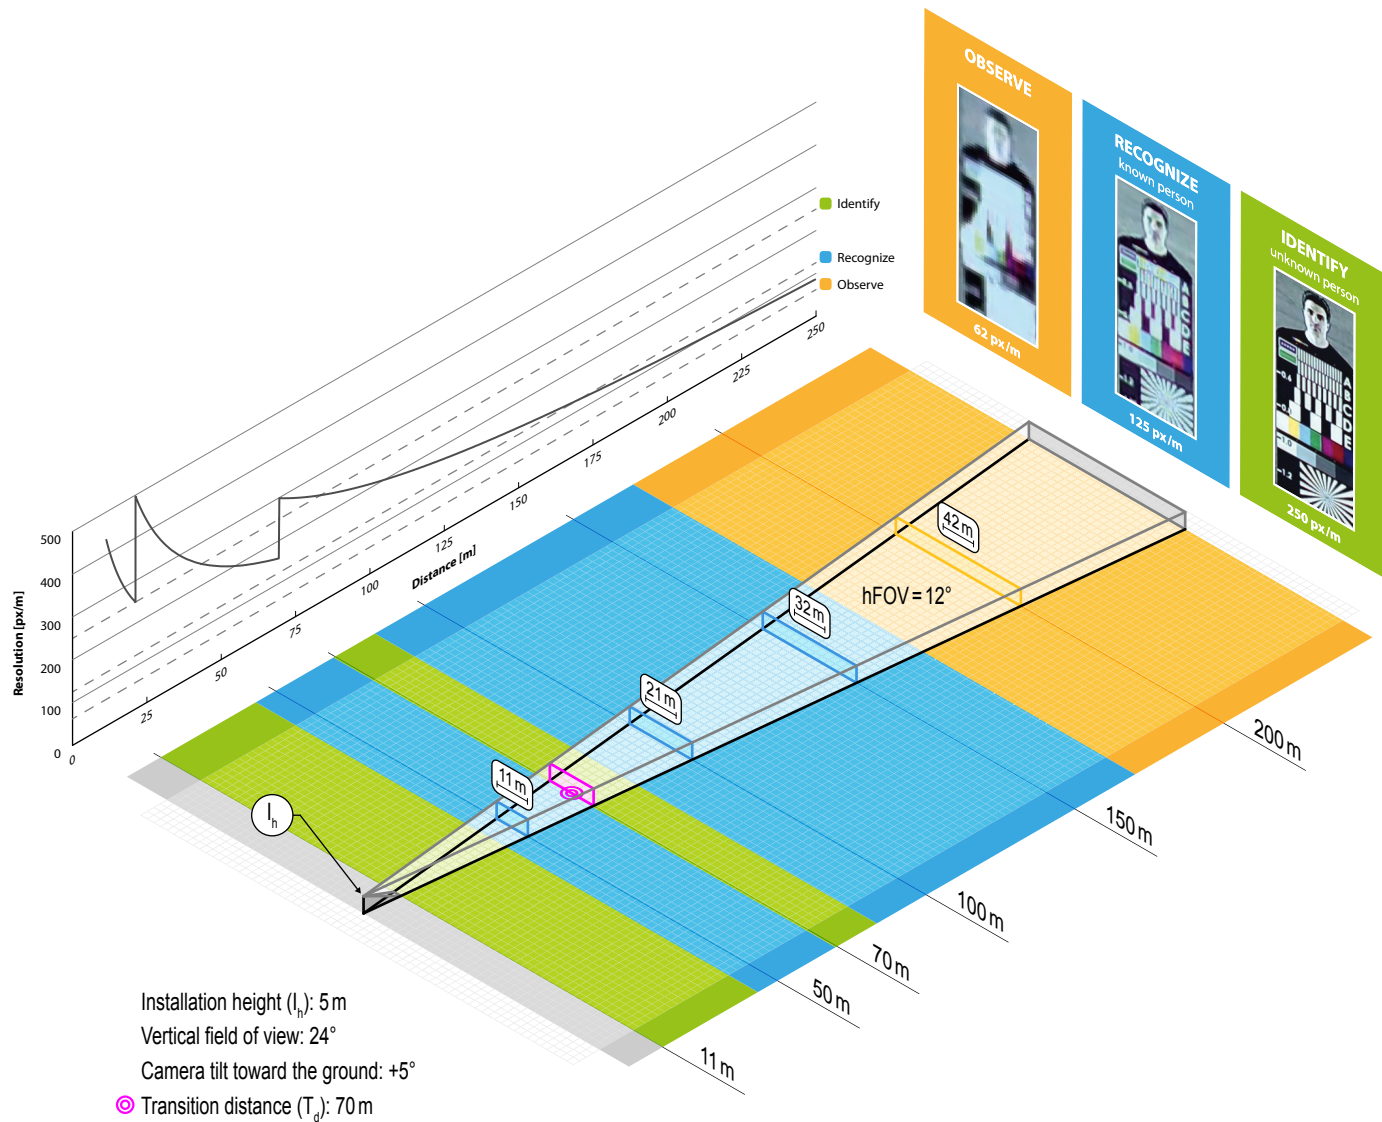 OBSERVE
62 px/m
RECOGNIZE
known person
125 px/m
IDENTIFY
unknown person
250 px/m
A
B
C
D
E
Identify
Recognize
Observe
Resolution [px/m]
500
400
300
200
100
0
0
25
50
75
100
125
150
175
200
225
250
Distance [m]
42 m
32 m
21 m
11 m
hFOV = 12°
Ih
200 m
150 m
100 m
70 m
50 m
11 m
Installation height (Ih): 5 m
Vertical field of view: 24°
Camera tilt toward the ground: +5°
Transition distance (Td): 70 m